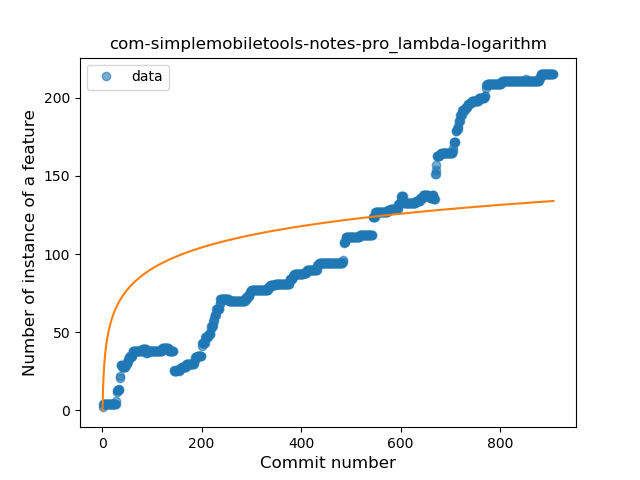 com-simplemobiletools-notes-pro_lambda-logarithm
data
Number of instance of a feature
200
150
100
50
0
0 200 400 600 800
Commit number